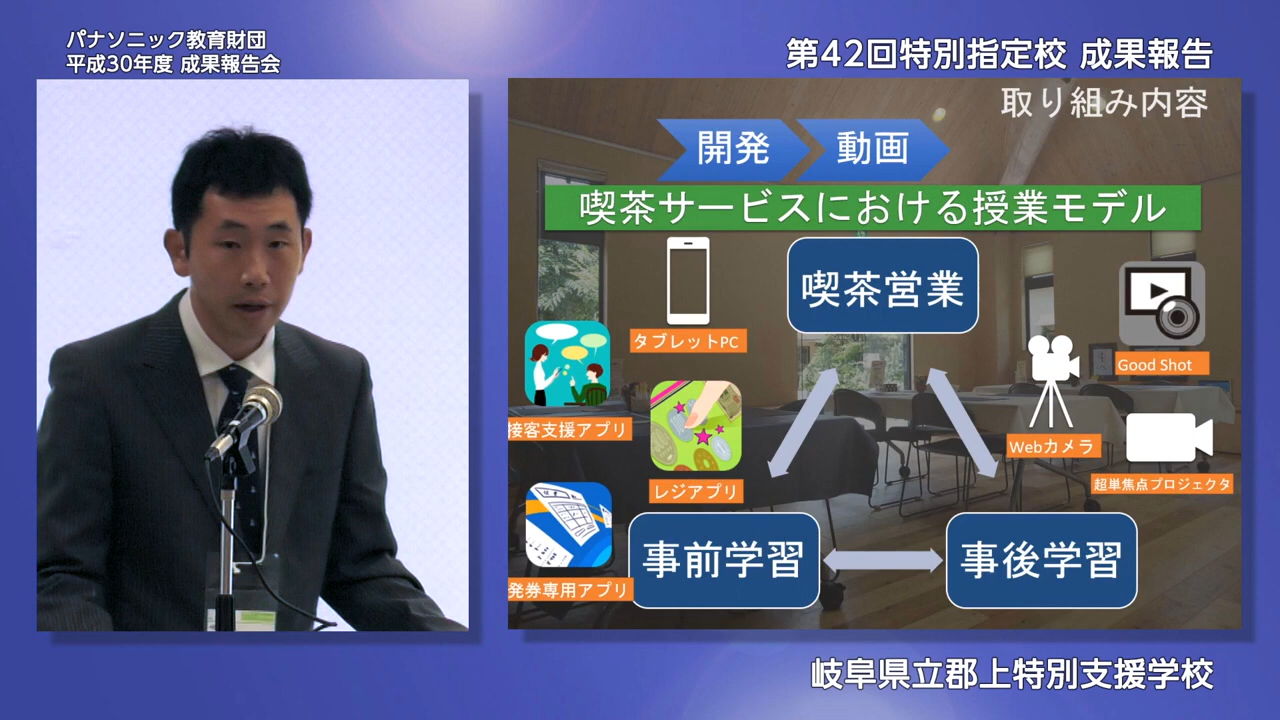 パナソニック教育財団
平成30年度 成果報告会
第42回特別指定校 成果報告
取り組み内容
開発
動画
喫茶サービスにおける授業モデル
喫茶営業
タブレットPC
Good Shot
接客支援アプリ
Webカメラ
超単焦点プロジェクタ
レジアプリ
事前学習
事後学習
発券専用アプリ
岐阜県立郡上特別支援学校